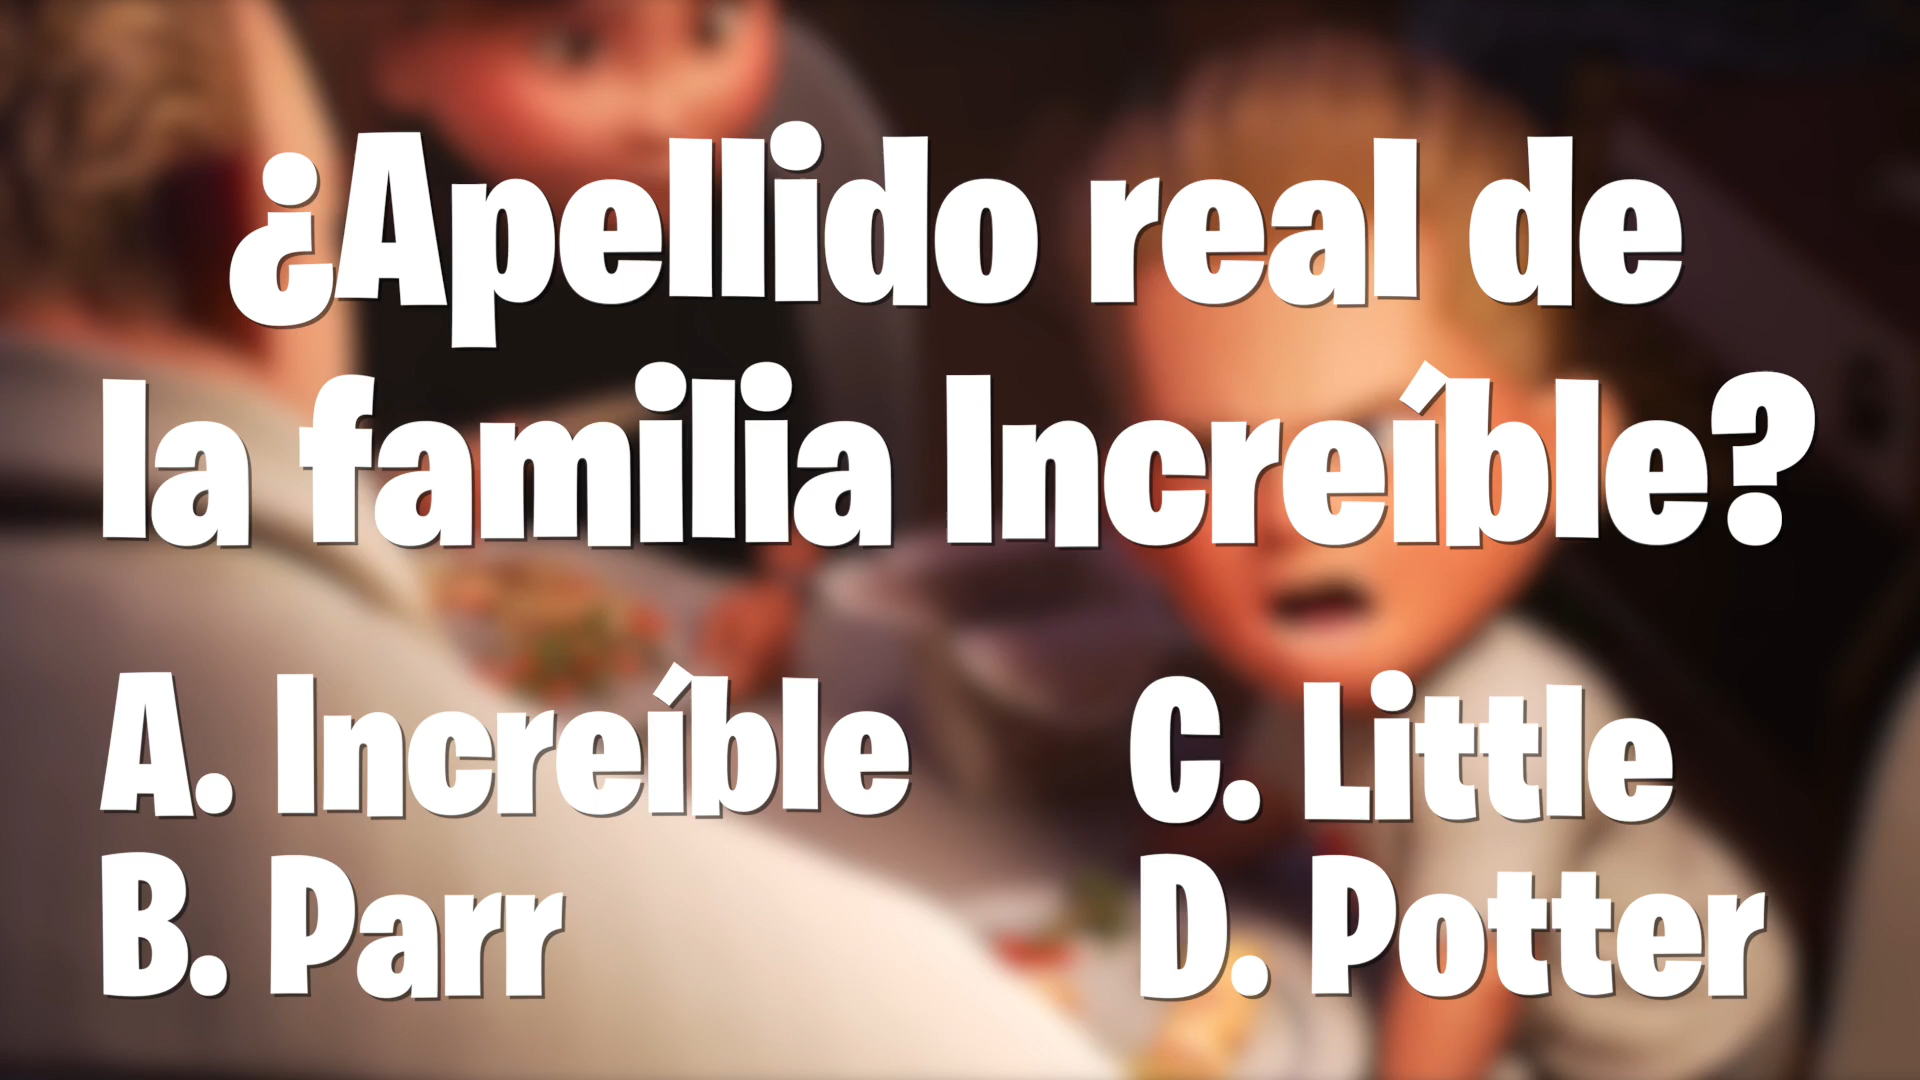 ¿Apellido real de
la familia Increíble?
A. Increíble
B. Parr
C. Little
D. Potter